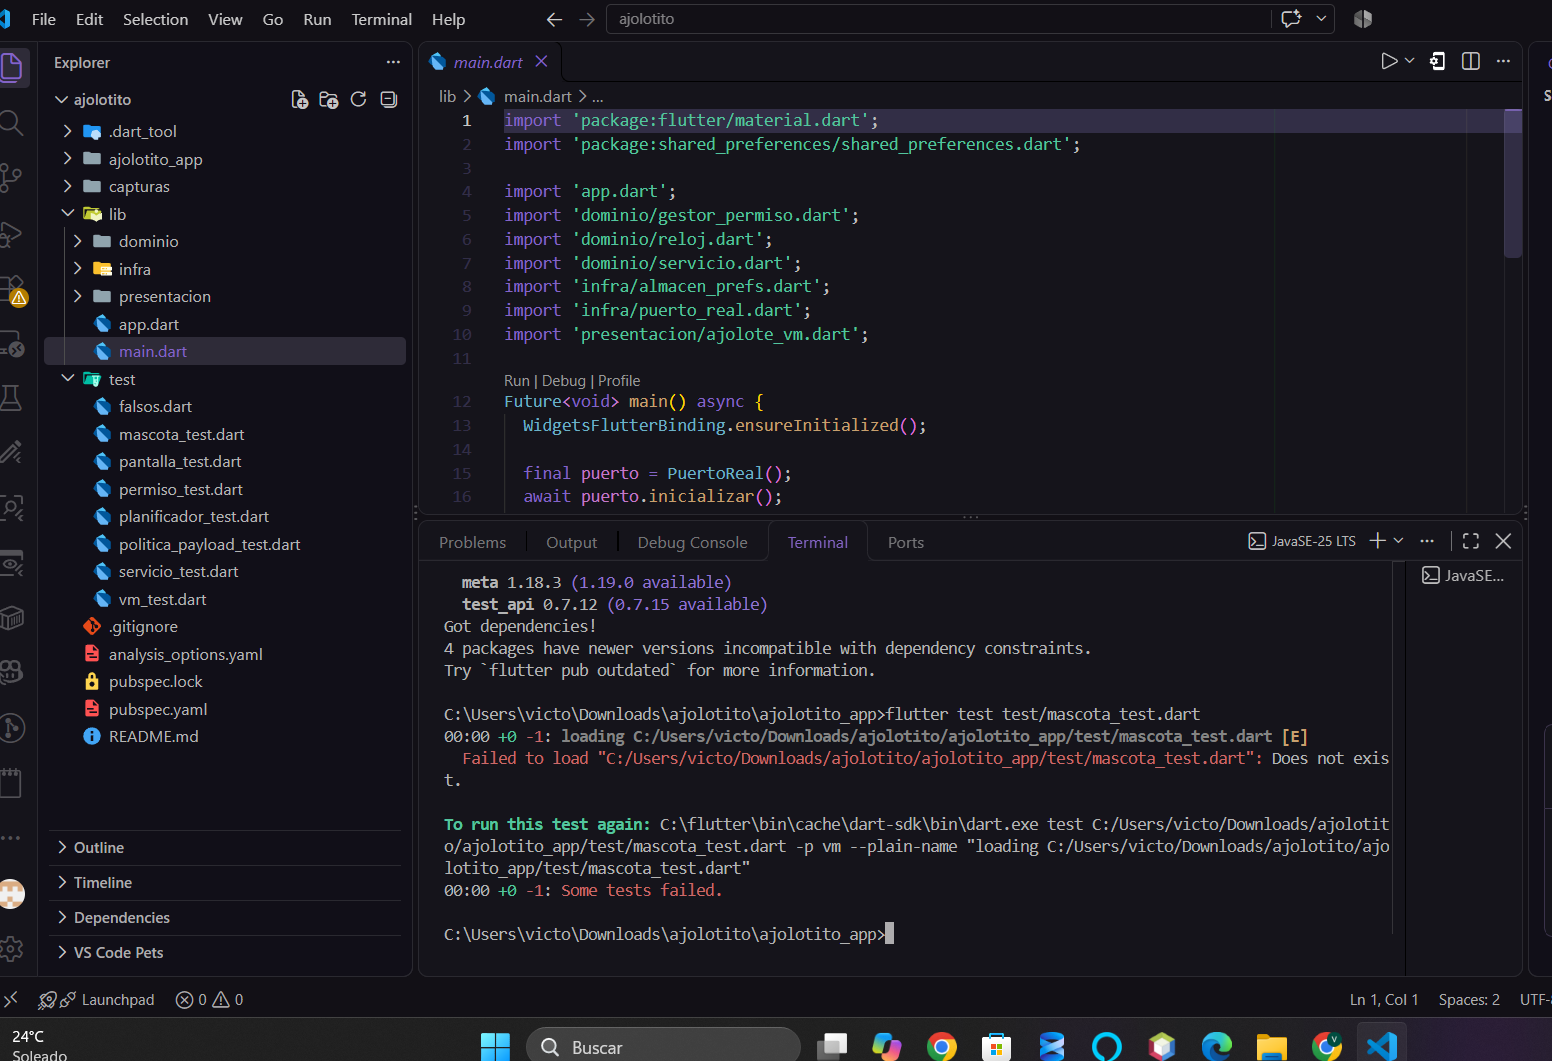 File Edit Selection View Go Run Terminal Help
ajolotito
Explorer
ajolotito
.dart_tool
ajolotito_app
capturas
lib
dominio
infra
presentacion
app.dart
main.dart
test
falsos.dart
mascota_test.dart
pantalla_test.dart
permiso_test.dart
planificador_test.dart
politica_payload_test.dart
servicio_test.dart
vm_test.dart
.gitignore
analysis_options.yaml
pubspec.lock
pubspec.yaml
README.md
Outline
Timeline
Dependencies
VS Code Pets
main.dart
lib > main.dart > ...
1 import 'package:flutter/material.dart';
2 import 'package:shared_preferences/shared_preferences.dart';
3
4 import 'app.dart';
5 import 'dominio/gestor_permiso.dart';
6 import 'dominio/reloj.dart';
7 import 'dominio/servicio.dart';
8 import 'infra/almacen_prefs.dart';
9 import 'infra/puerto_real.dart';
10 import 'presentacion/ajolote_vm.dart';
11
Run | Debug | Profile
12 Future<void> main() async {
13 WidgetsFlutterBinding.ensureInitialized();
14
15 final puerto = PuertoReal();
16 await puerto.inicializar();
Problems Output Debug Console Terminal Ports
JavaSE-25 LTS
JavaSE...
meta 1.18.3 (1.19.0 available)
test_api 0.7.12 (0.7.15 available)
Got dependencies!
4 packages have newer versions incompatible with dependency constraints.
Try `flutter pub outdated` for more information.
C:\Users\victo\Downloads\ajolotito\ajolotito_app>flutter test test/mascota_test.dart
00:00 +0 -1: loading C:/Users/victo/Downloads/ajolotito/ajolotito_app/test/mascota_test.dart [E]
Failed to load "C:/Users/victo/Downloads/ajolotito/ajolotito_app/test/mascota_test.dart": Does not exis
t.
To run this test again: C:\flutter\bin\cache\dart-sdk\bin\dart.exe test C:/Users/victo/Downloads/ajolotit
o/ajolotito_app/test/mascota_test.dart -p vm --plain-name "loading C:/Users/victo/Downloads/ajolotito/ajo
lotito_app/test/mascota_test.dart"
00:00 +0 -1: Some tests failed.
C:\Users\victo\Downloads\ajolotito\ajolotito_app>
Launchpad 0 0
Ln 1, Col 1 Spaces: 2 UTF-
24°C
Soleado
Buscar